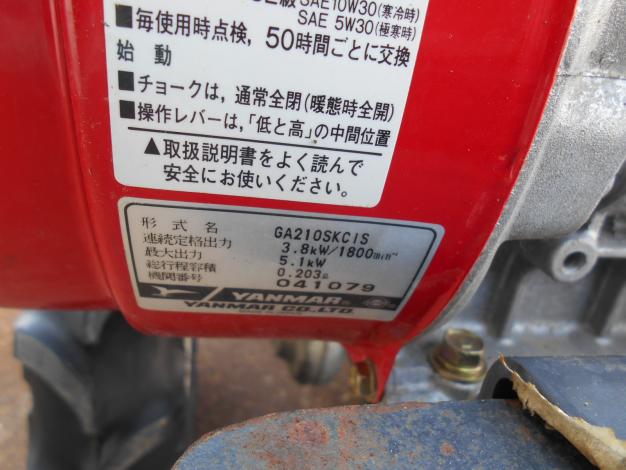 級 SAE10W30(寒冷時)
SAE 5W30(極寒時)
■毎使用時点検,50時間ごとに交換
始動
■チョークは,通常全閉(暖態時全開)
■操作レバーは,「低と高」の中間位置
▲取扱説明書をよく読んで
安全にお使いください。
形式名 GA210SKCIS
連続定格出力 3.8kW/1800min⁻¹
最大出力 5.1kW
総行程容積 0.203ℓ
機関番号 041079
YANMAR
YANMAR CO.,LTD.